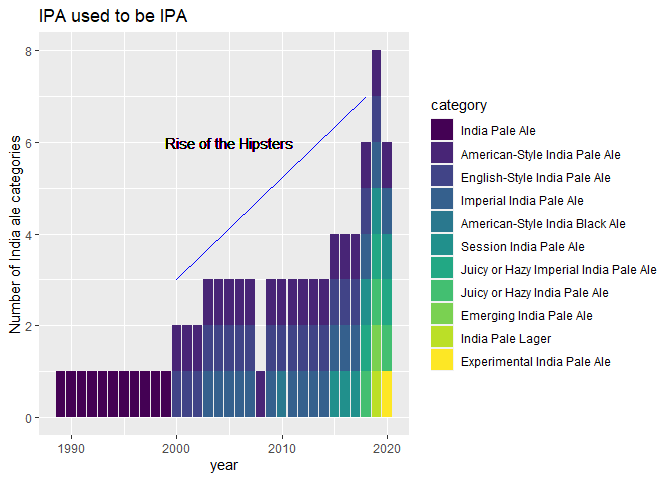 IPA used to be IPA
Number of India ale categories
8
6
4
2
0
Rise of the Hipsters
1990
2000
2010
2020
year
category
India Pale Ale
American-Style India Pale Ale
English-Style India Pale Ale
Imperial India Pale Ale
American-Style India Black Ale
Session India Pale Ale
Juicy or Hazy Imperial India Pale Ale
Juicy or Hazy India Pale Ale
Emerging India Pale Ale
India Pale Lager
Experimental India Pale Ale